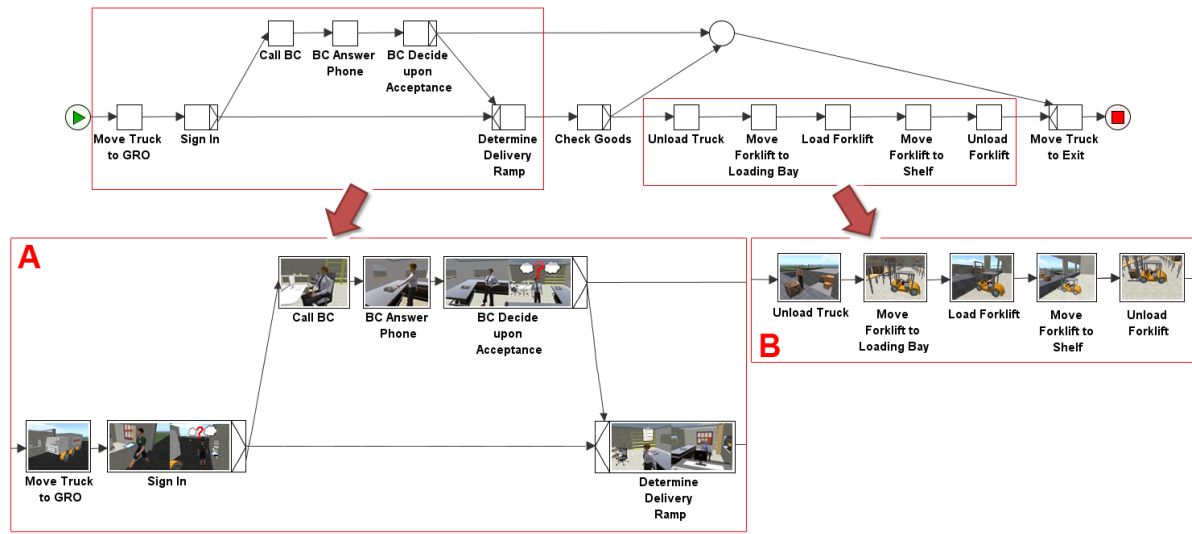 Call BC
BC Answer
Phone
BC Decide
upon
Acceptance
Move Truck
to GRO
Sign In
Determine
Delivery
Ramp
Check Goods
Unload Truck
Move
Forklift to
Loading Bay
Load Forklift
Move
Forklift to
Shelf
Unload
Forklift
Move Truck
to Exit
A
Call BC
BC Answer
Phone
BC Decide
upon
Acceptance
?
Move Truck
to GRO
Sign In
?
Determine
Delivery
Ramp
B
Unload Truck
Move
Forklift to
Loading Bay
Load Forklift
Move
Forklift to
Shelf
Unload
Forklift